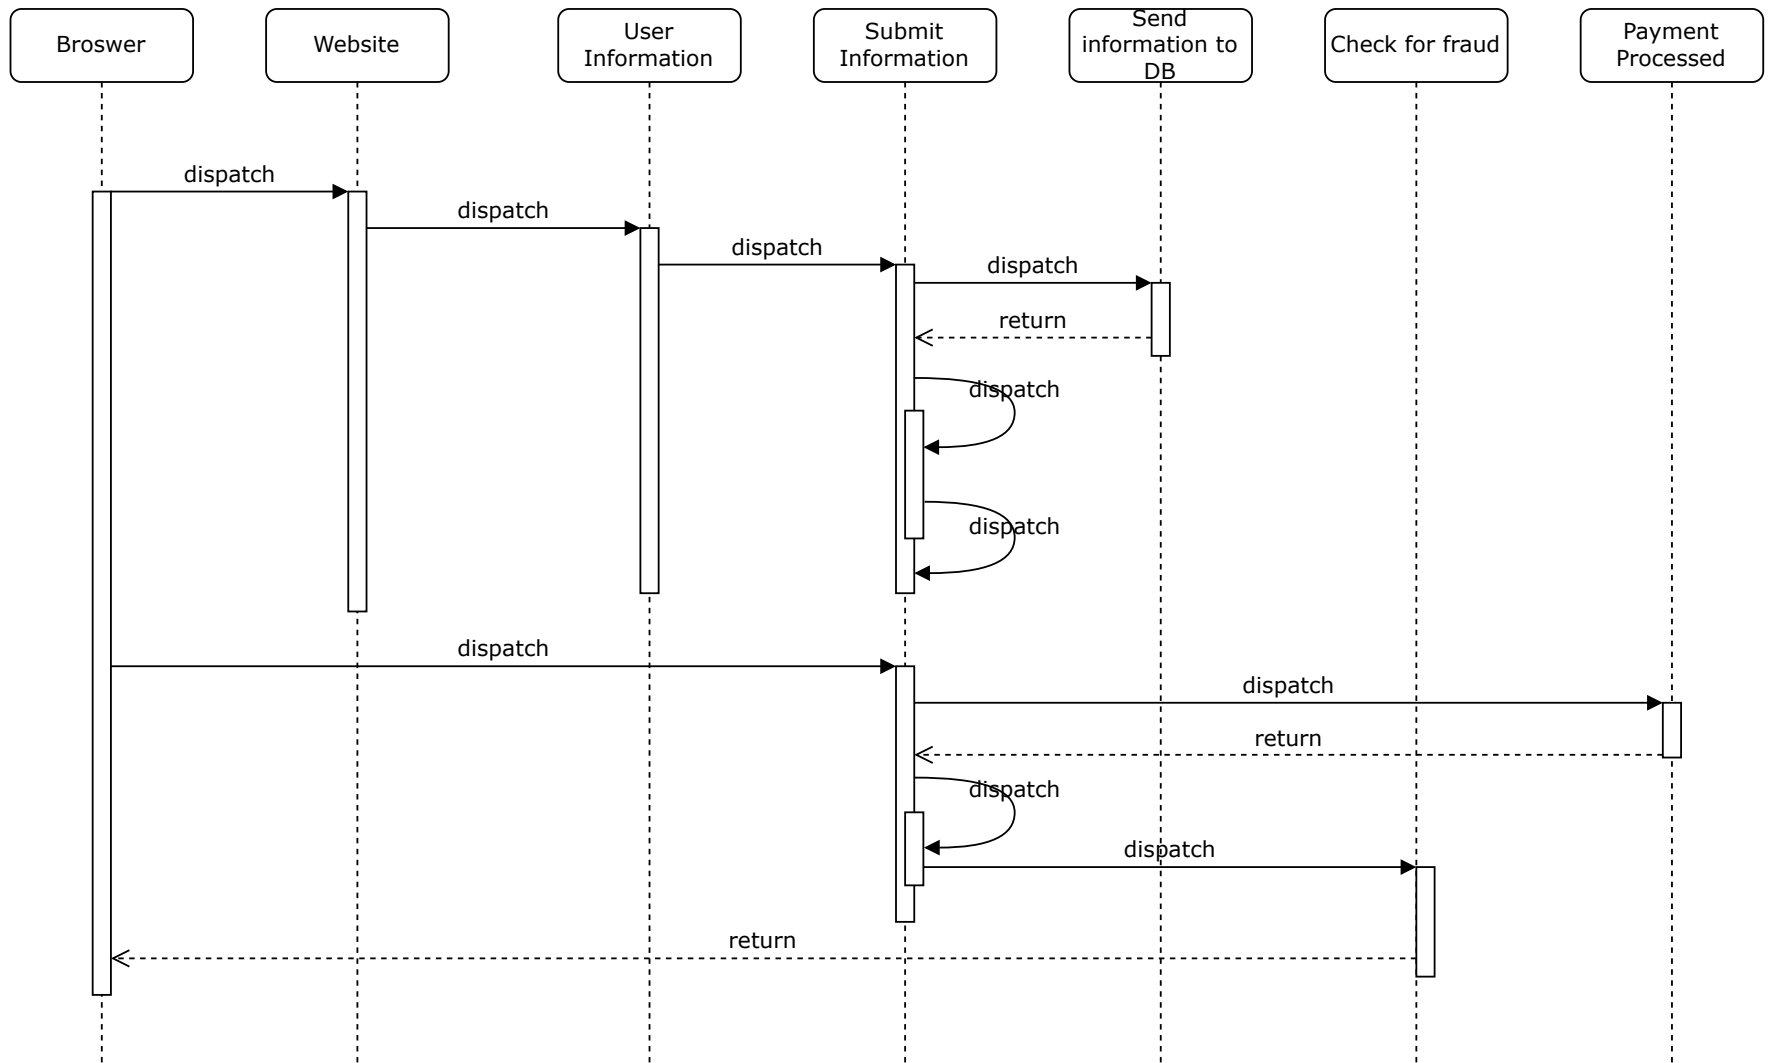 Broswer
Website
User
Information
Submit
Information
Send
information to
DB
Check for fraud
Payment
Processed
dispatch
dispatch
dispatch
dispatch
return
dispatch
dispatch
dispatch
dispatch
return
dispatch
dispatch
return